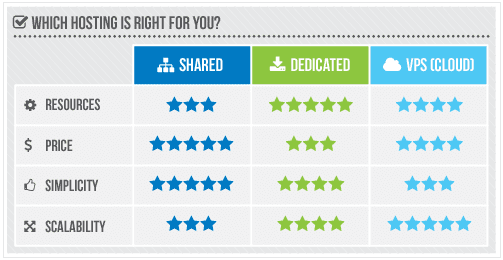 WHICH HOSTING IS RIGHT FOR YOU?
SHARED DEDICATED VPS (CLOUD)
RESOURCES
$ PRICE
SIMPLICITY
SCALABILITY